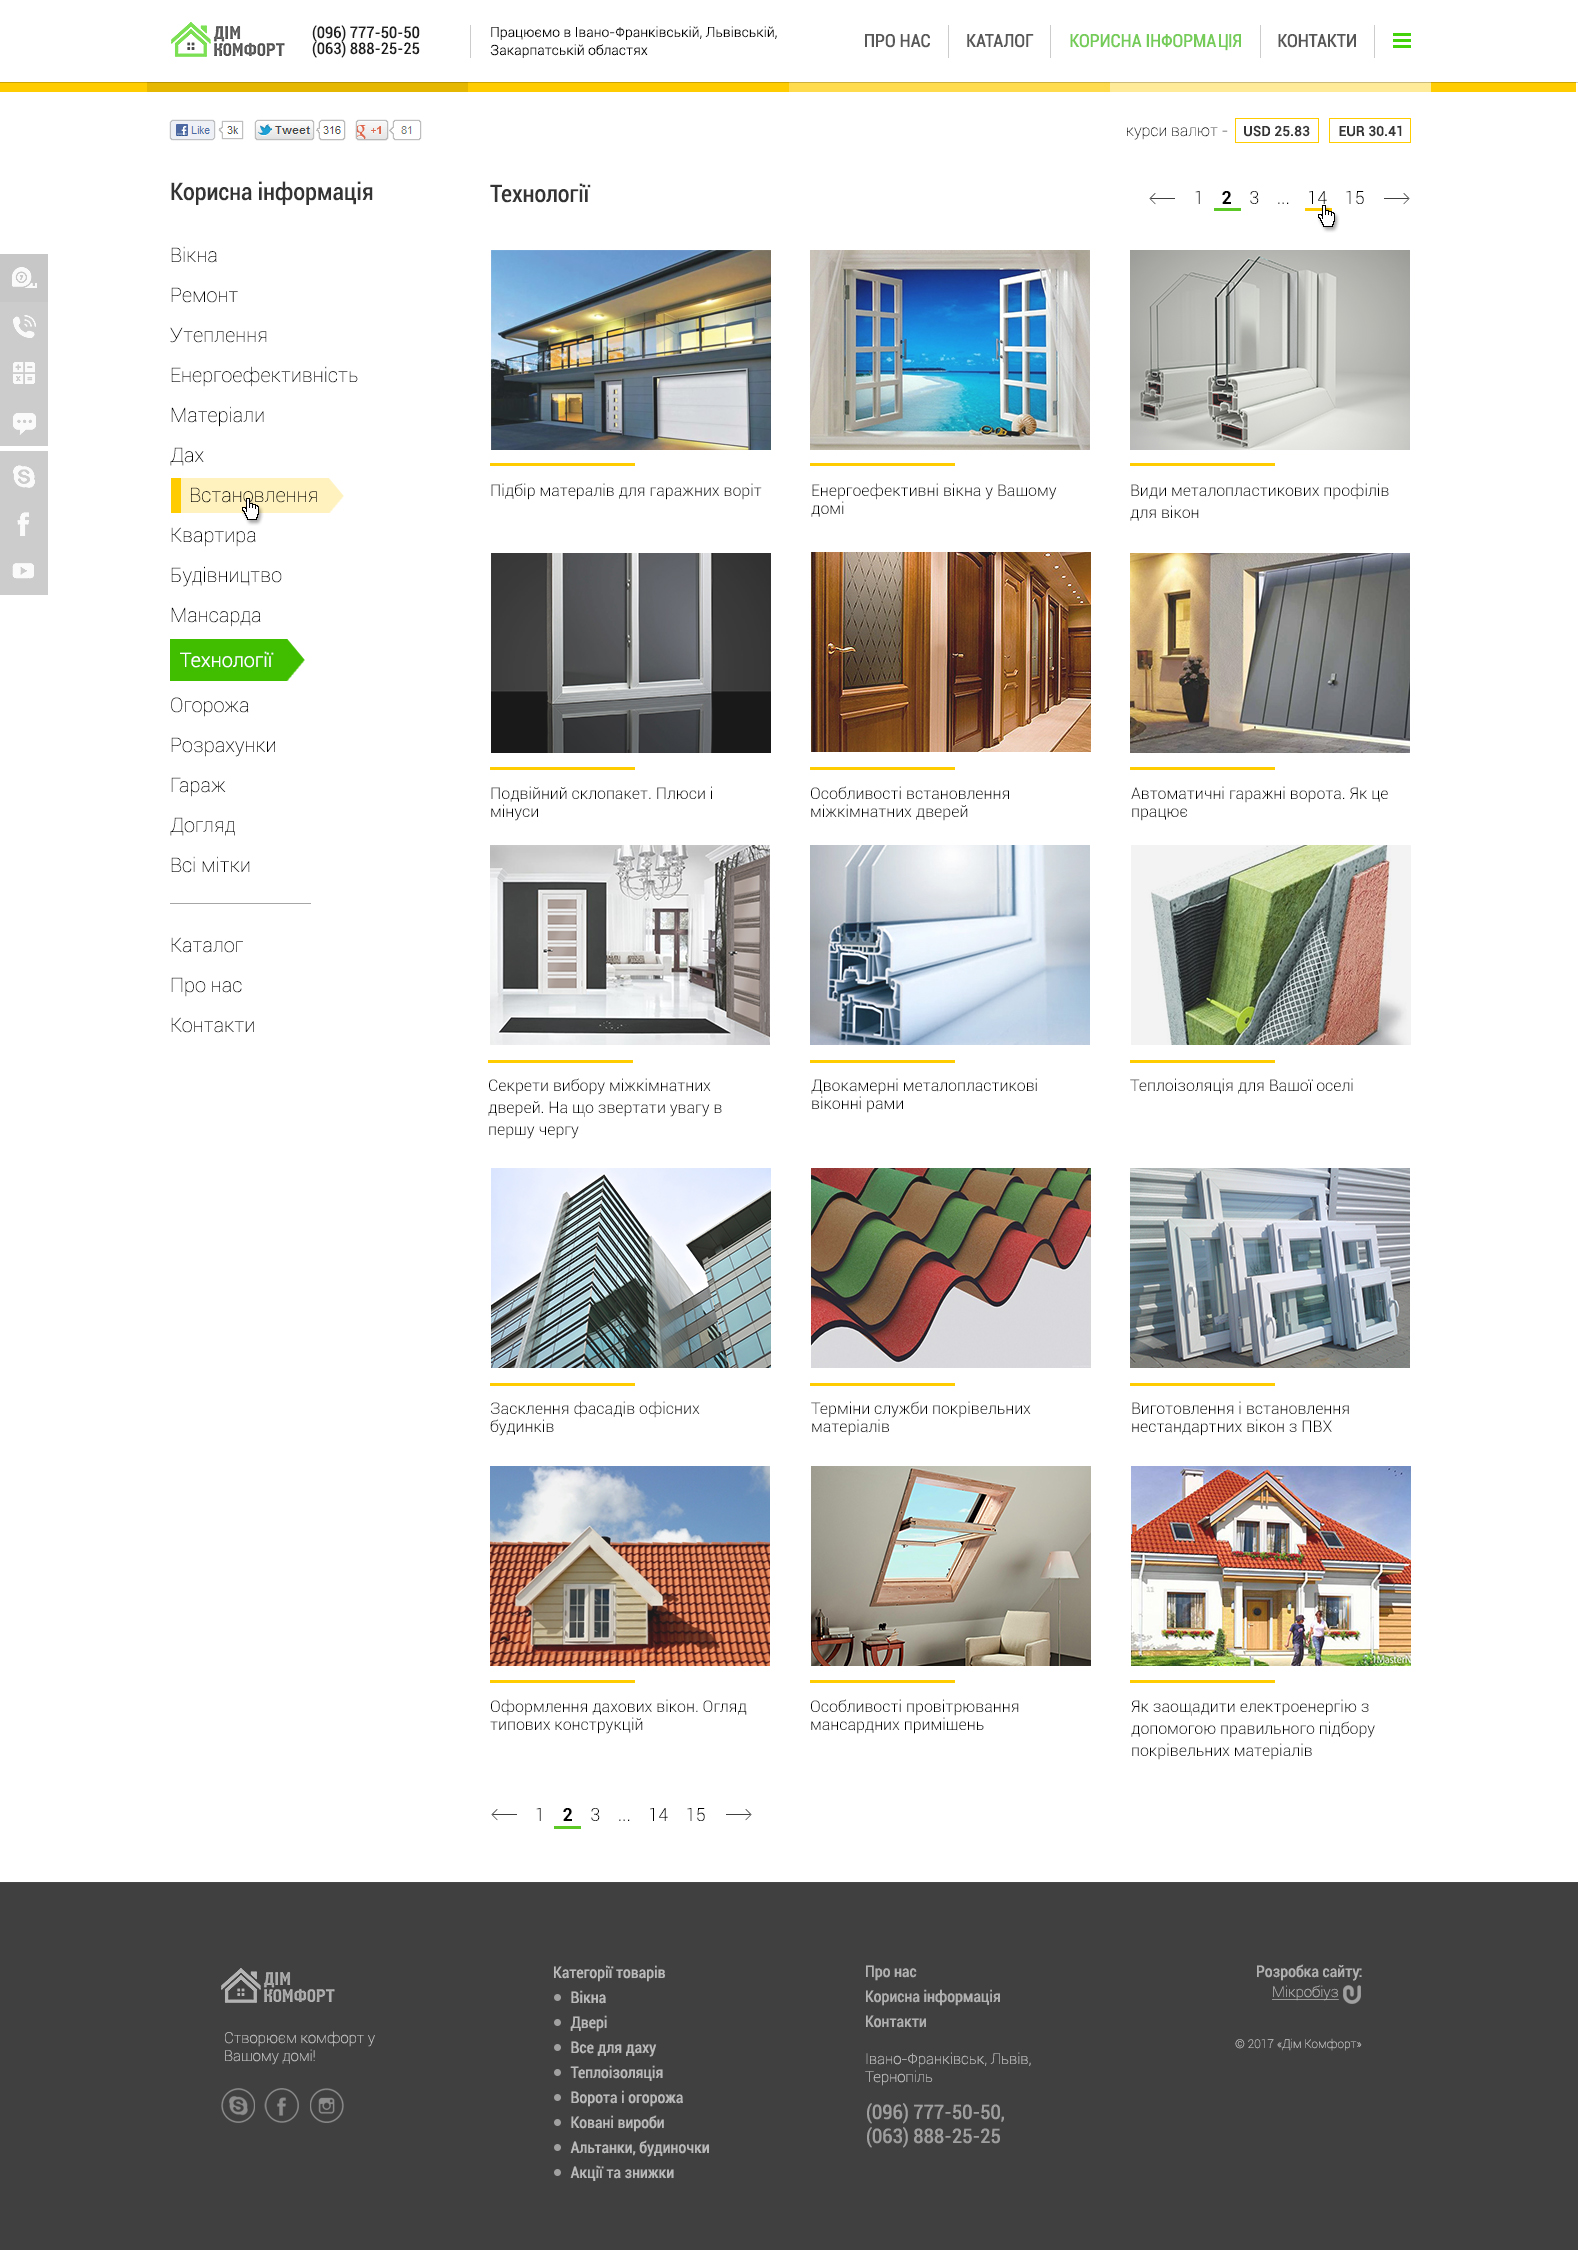 ДІМ
КОМФОРТ
(096) 777-50-50
(063) 888-25-25
Працюємо в Івано-Франківській, Львівській,
Закарпатській областях
ПРО НАС
КАТАЛОГ
КОРИСНА ІНФОРМАЦІЯ
КОНТАКТИ
Like 3k
Tweet 316
+1 81
курси валют -
USD 25.83
EUR 30.41
Корисна інформація
Вікна
Ремонт
Утеплення
Енергоефективність
Матеріали
Дах
Встановлення
Квартира
Будівництво
Мансарда
Технології
Огорожа
Розрахунки
Гараж
Догляд
Всі мітки
Каталог
Про нас
Контакти
Технології
1 2 3 ... 14 15
Підбір матералів для гаражних воріт
Енергоефективні вікна у Вашому
домі
Види металопластикових профілів
для вікон
Подвійний склопакет. Плюси і
мінуси
Особливості встановлення
міжкімнатних дверей
Автоматичні гаражні ворота. Як це
працює
Секрети вибору міжкімнатних
дверей. На що звертати увагу в
першу чергу
Двокамерні металопластикові
віконні рами
Теплоізоляція для Вашої оселі
Засклення фасадів офісних
будинків
Терміни служби покрівельних
матеріалів
Виготовлення і встановлення
нестандартних вікон з ПВХ
Оформлення дахових вікон. Огляд
типових конструкцій
Особливості провітрювання
мансардних примішень
Як заощадити електроенергію з
допомогою правильного підбору
покрівельних матеріалів
1 2 3 ... 14 15
ДІМ
КОМФОРТ
Створюєм комфорт у
Вашому домі!
Категорії товарів
Вікна
Двері
Все для даху
Теплоізоляція
Ворота і огорожа
Ковані вироби
Альтанки, будиночки
Акції та знижки
Про нас
Корисна інформація
Контакти
Івано-Франківськ, Львів,
Тернопіль
(096) 777-50-50,
(063) 888-25-25
Розробка сайту:
Мікробіуз
© 2017 «Дім Комфорт»